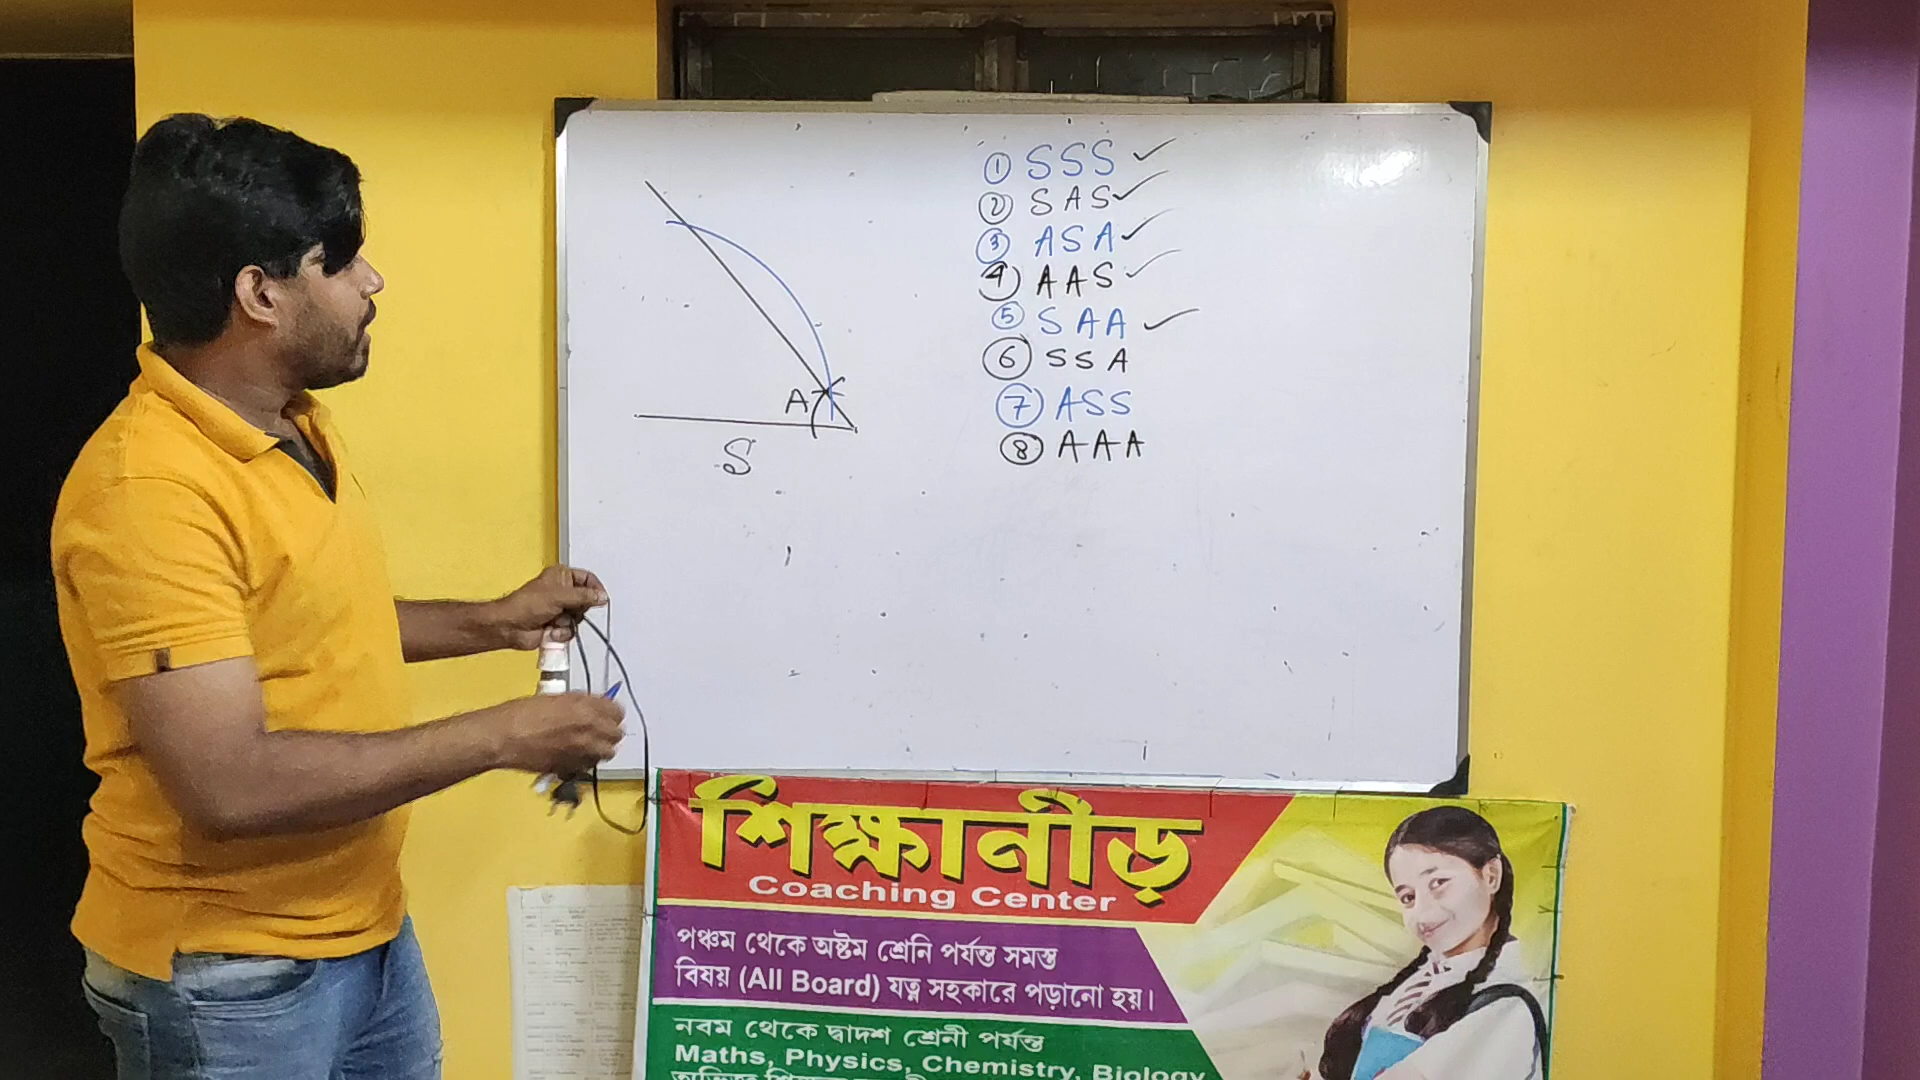 ① SSS ✓
② SAS ✓
③ ASA ✓
④ AAS ✓
⑤ SAA ✓
⑥ SSA
⑦ ASS
⑧ AAA
A
S
শিক্ষানীড়
Coaching Center
পঞ্চম থেকে অষ্টম শ্রেনি পর্যন্ত সমস্ত
বিষয় (All Board) যত্ন সহকারে পড়ানো হয়।
নবম থেকে দ্বাদশ শ্রেনী পর্যন্ত
Maths, Physics, Chemistry, Biology